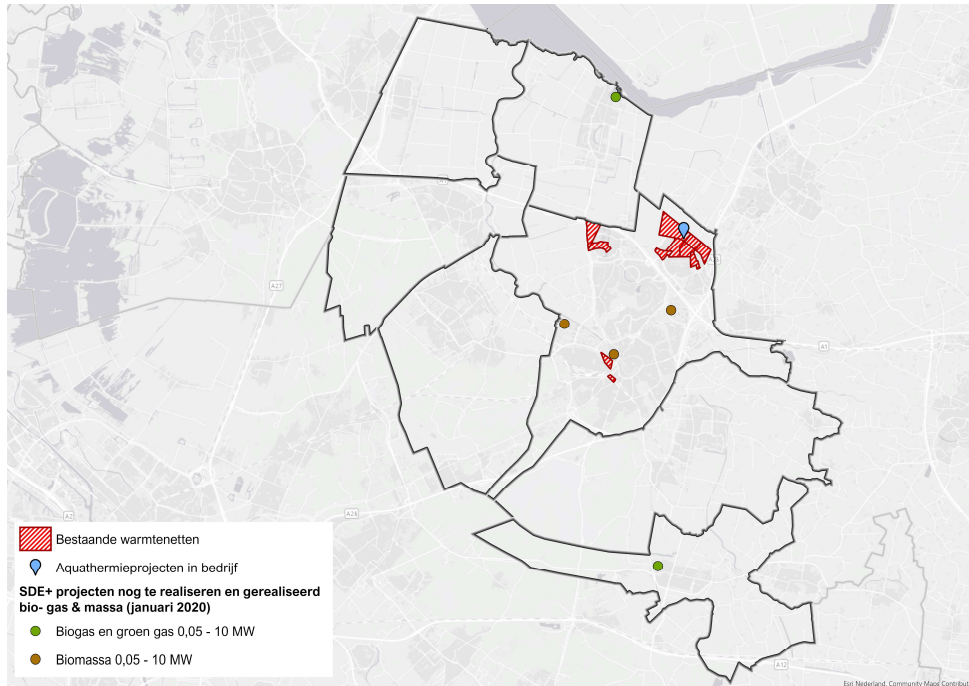 A27
A1
A28
A2
A12
Bestaande warmtenetten
Aquathermieprojecten in bedrijf
SDE+ projecten nog te realiseren en gerealiseerd
bio- gas & massa (januari 2020)
Biogas en groen gas 0,05 - 10 MW
Biomassa 0,05 - 10 MW
Esri Nederland, Community Maps Contribut